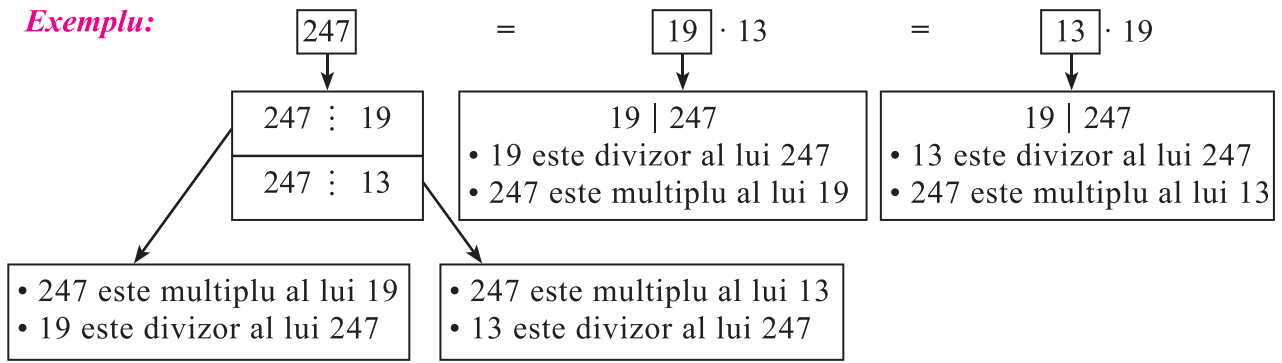 Exemplu: 247 = 19 · 13 = 13 · 19
247 ⋮ 19
247 ⋮ 13
19 | 247
• 19 este divizor al lui 247
• 247 este multiplu al lui 19
19 | 247
• 13 este divizor al lui 247
• 247 este multiplu al lui 13
• 247 este multiplu al lui 19
• 19 este divizor al lui 247
• 247 este multiplu al lui 13
• 13 este divizor al lui 247